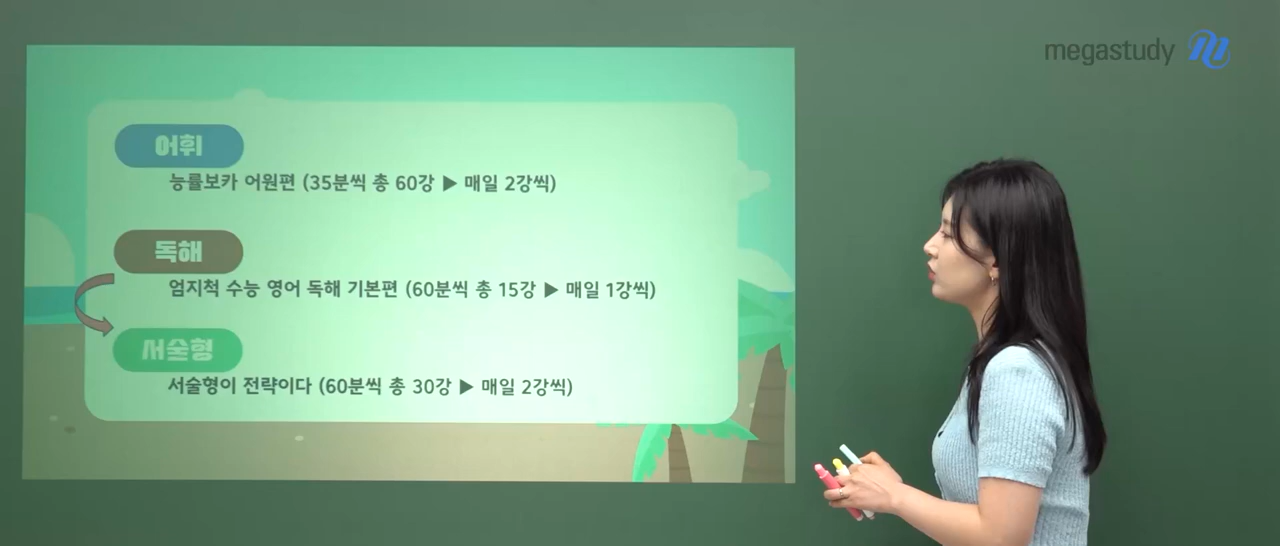 megastudy
어휘
능률보카 어원편 (35분씩 총 60강 ▶ 매일 2강씩)
독해
엄지척 수능 영어 독해 기본편 (60분씩 총 15강 ▶ 매일 1강씩)
서술형
서술형이 전략이다 (60분씩 총 30강 ▶ 매일 2강씩)